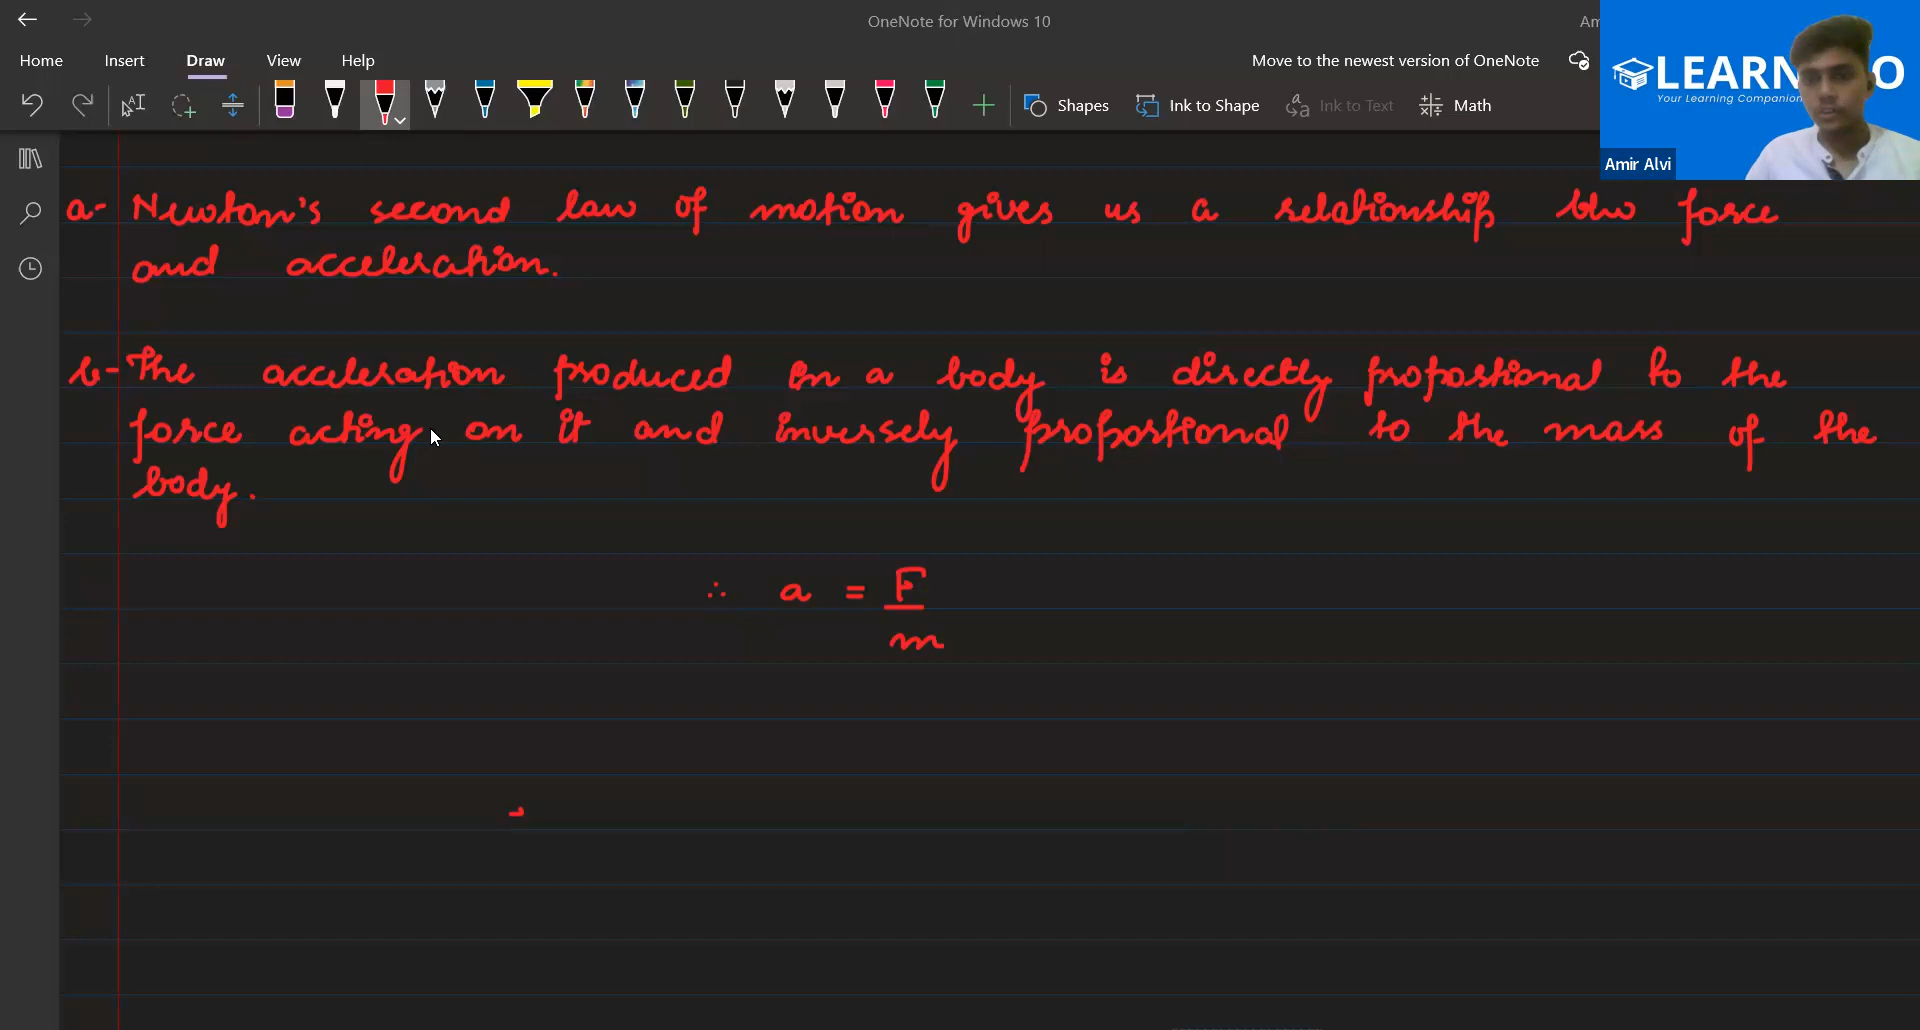 OneNote for Windows 10
Am
Home Insert Draw View Help
Move to the newest version of OneNote
LEARN O
Your Learning Companion
Shapes Ink to Shape Ink to Text Math
Amir Alvi
a- Newton's second law of motion gives us a relationship b/w force
and acceleration.
b- The acceleration produced in a body is directly proportional to the
force acting on it and inversely proportional to the mass of the
body.
∴ a = F
m